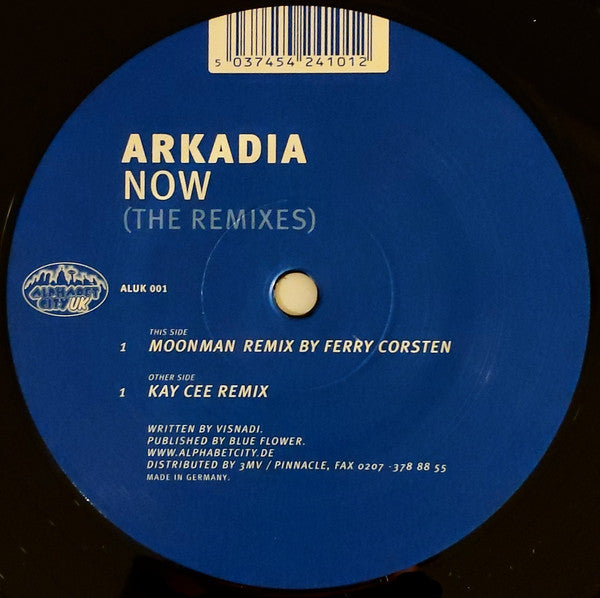 5 037454 241012
ARKADIA
NOW
(THE REMIXES)
ALPHABET
CITY UK
ALUK 001
THIS SIDE
1 MOONMAN REMIX BY FERRY CORSTEN
OTHER SIDE
1 KAY CEE REMIX
WRITTEN BY VISNADI.
PUBLISHED BY BLUE FLOWER.
WWW.ALPHABETCITY.DE
DISTRIBUTED BY 3MV / PINNACLE, FAX 0207 - 378 88 55
MADE IN GERMANY.